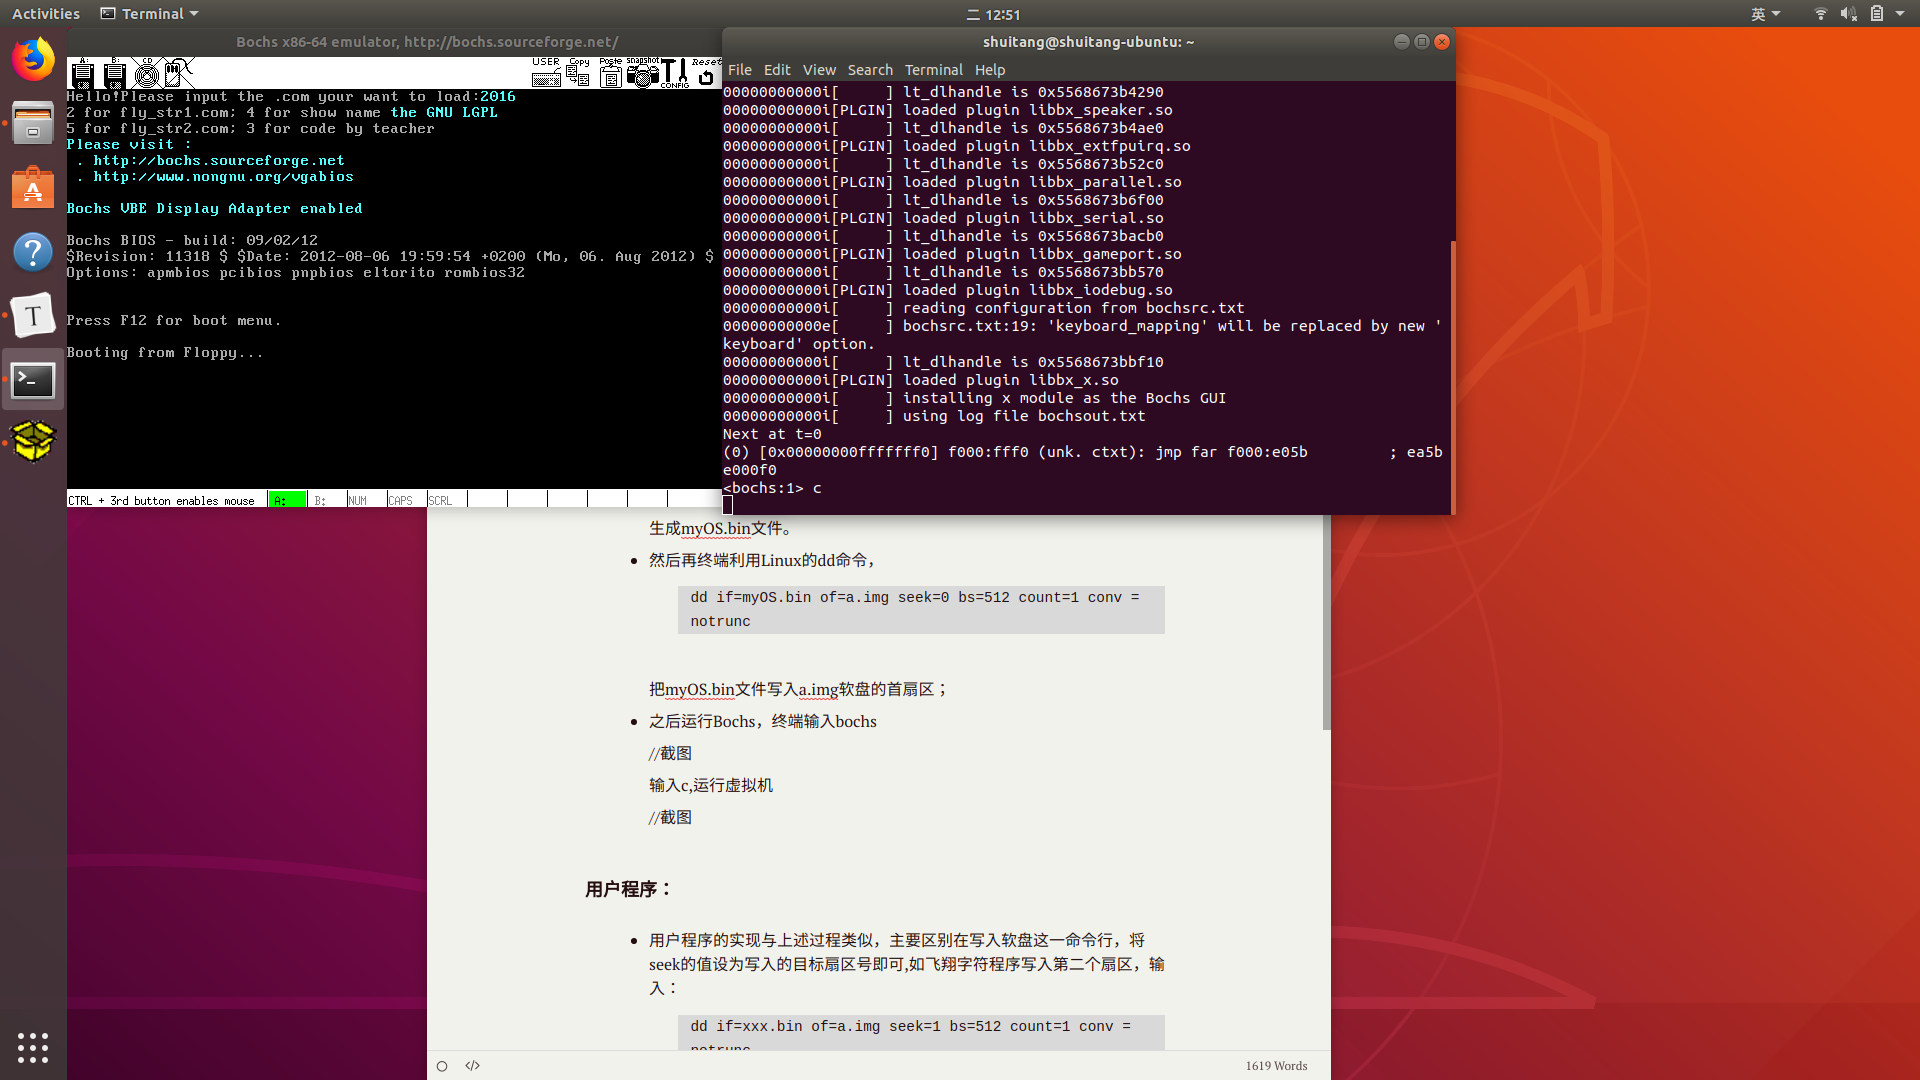 Activities
Terminal
二 12:51
英
Bochs x86-64 emulator, http://bochs.sourceforge.net/
A:
B:
CD
USER
Copy
Paste
snapshot
CONFIG
Reset
Hello!Please input the .com your want to load:2016
2 for fly_str1.com; 4 for show name the GNU LGPL
5 for fly_str2.com; 3 for code by teacher
Please visit :
. http://bochs.sourceforge.net
. http://www.nongnu.org/vgabios
Bochs VBE Display Adapter enabled
Bochs BIOS - build: 09/02/12
$Revision: 11318 $ $Date: 2012-08-06 19:59:54 +0200 (Mo, 06. Aug 2012) $
Options: apmbios pcibios pnpbios eltorito rombios32
Press F12 for boot menu.
Booting from Floppy...
CTRL + 3rd button enables mouse
A:
B:
NUM
CAPS
SCRL
shuitang@shuitang-ubuntu: ~
File Edit View Search Terminal Help
00000000000i[      ] lt_dlhandle is 0x5568673b4290
00000000000i[PLGIN] loaded plugin libbx_speaker.so
00000000000i[      ] lt_dlhandle is 0x5568673b4ae0
00000000000i[PLGIN] loaded plugin libbx_extfpuirq.so
00000000000i[      ] lt_dlhandle is 0x5568673b52c0
00000000000i[PLGIN] loaded plugin libbx_parallel.so
00000000000i[      ] lt_dlhandle is 0x5568673b6f00
00000000000i[PLGIN] loaded plugin libbx_serial.so
00000000000i[      ] lt_dlhandle is 0x5568673bacb0
00000000000i[PLGIN] loaded plugin libbx_gameport.so
00000000000i[      ] lt_dlhandle is 0x5568673bb570
00000000000i[PLGIN] loaded plugin libbx_iodebug.so
00000000000i[      ] reading configuration from bochsrc.txt
00000000000e[      ] bochsrc.txt:19: 'keyboard_mapping' will be replaced by new '
keyboard' option.
00000000000i[      ] lt_dlhandle is 0x5568673bbf10
00000000000i[PLGIN] loaded plugin libbx_x.so
00000000000i[      ] installing x module as the Bochs GUI
00000000000i[      ] using log file bochsout.txt
Next at t=0
(0) [0x00000000fffffff0] f000:fff0 (unk. ctxt): jmp far f000:e05b         ; ea5b
e000f0
<bochs:1> c
生成myOS.bin文件。
然后再终端利用Linux的dd命令，
dd if=myOS.bin of=a.img seek=0 bs=512 count=1 conv =
notrunc
把myOS.bin文件写入a.img软盘的首扇区；
之后运行Bochs，终端输入bochs
//截图
输入c,运行虚拟机
//截图
用户程序：
用户程序的实现与上述过程类似，主要区别在写入软盘这一命令行，将
seek的值设为写入的目标扇区号即可,如飞翔字符程序写入第二个扇区，输
入：
dd if=xxx.bin of=a.img seek=1 bs=512 count=1 conv =
notrunc
</>
1619 Words